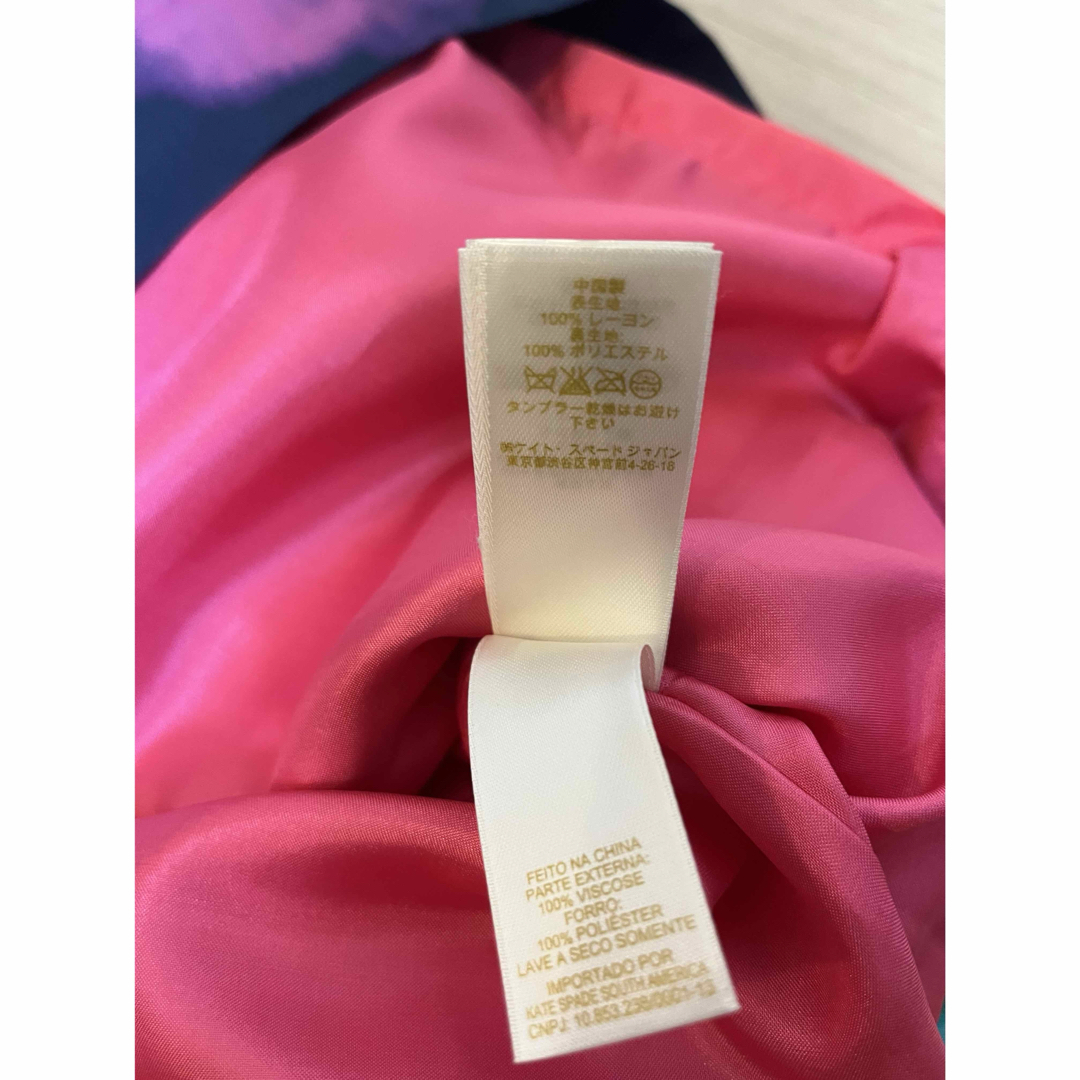 中国製
表生地:
100% レーヨン
裏生地:
100% ポリエステル
タンブラー乾燥はお避け
下さい
㈱ケイト・スペード ジャパン
東京都渋谷区神宮前4-26-18
FEITO NA CHINA
PARTE EXTERNA:
100% VISCOSE
FORRO:
100% POLIÉSTER
LAVE A SECO SOMENTE
IMPORTADO POR
KATE SPADE SOUTH AMERICA
CNPJ: 10.853.238/0001-13